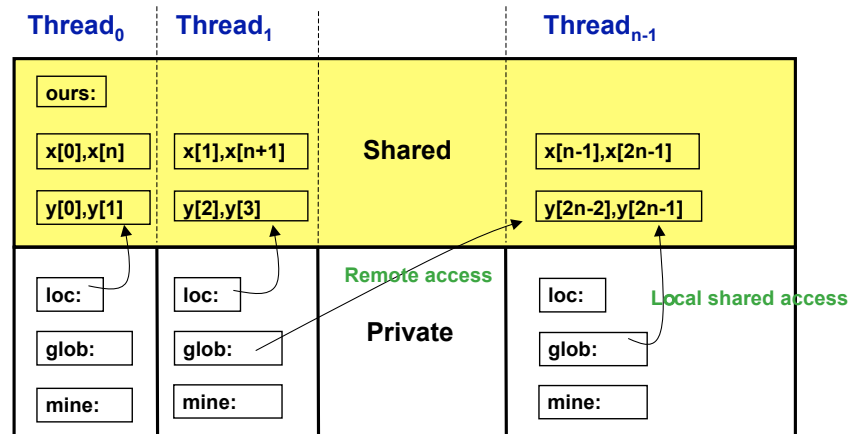 Thread0 Thread1 Threadn-1
ours:
x[0],x[n] x[1],x[n+1] Shared x[n-1],x[2n-1]
y[0],y[1] y[2],y[3] y[2n-2],y[2n-1]
Remote access
loc: loc: loc: Local shared access
Private
glob: glob: glob:
mine: mine: mine: